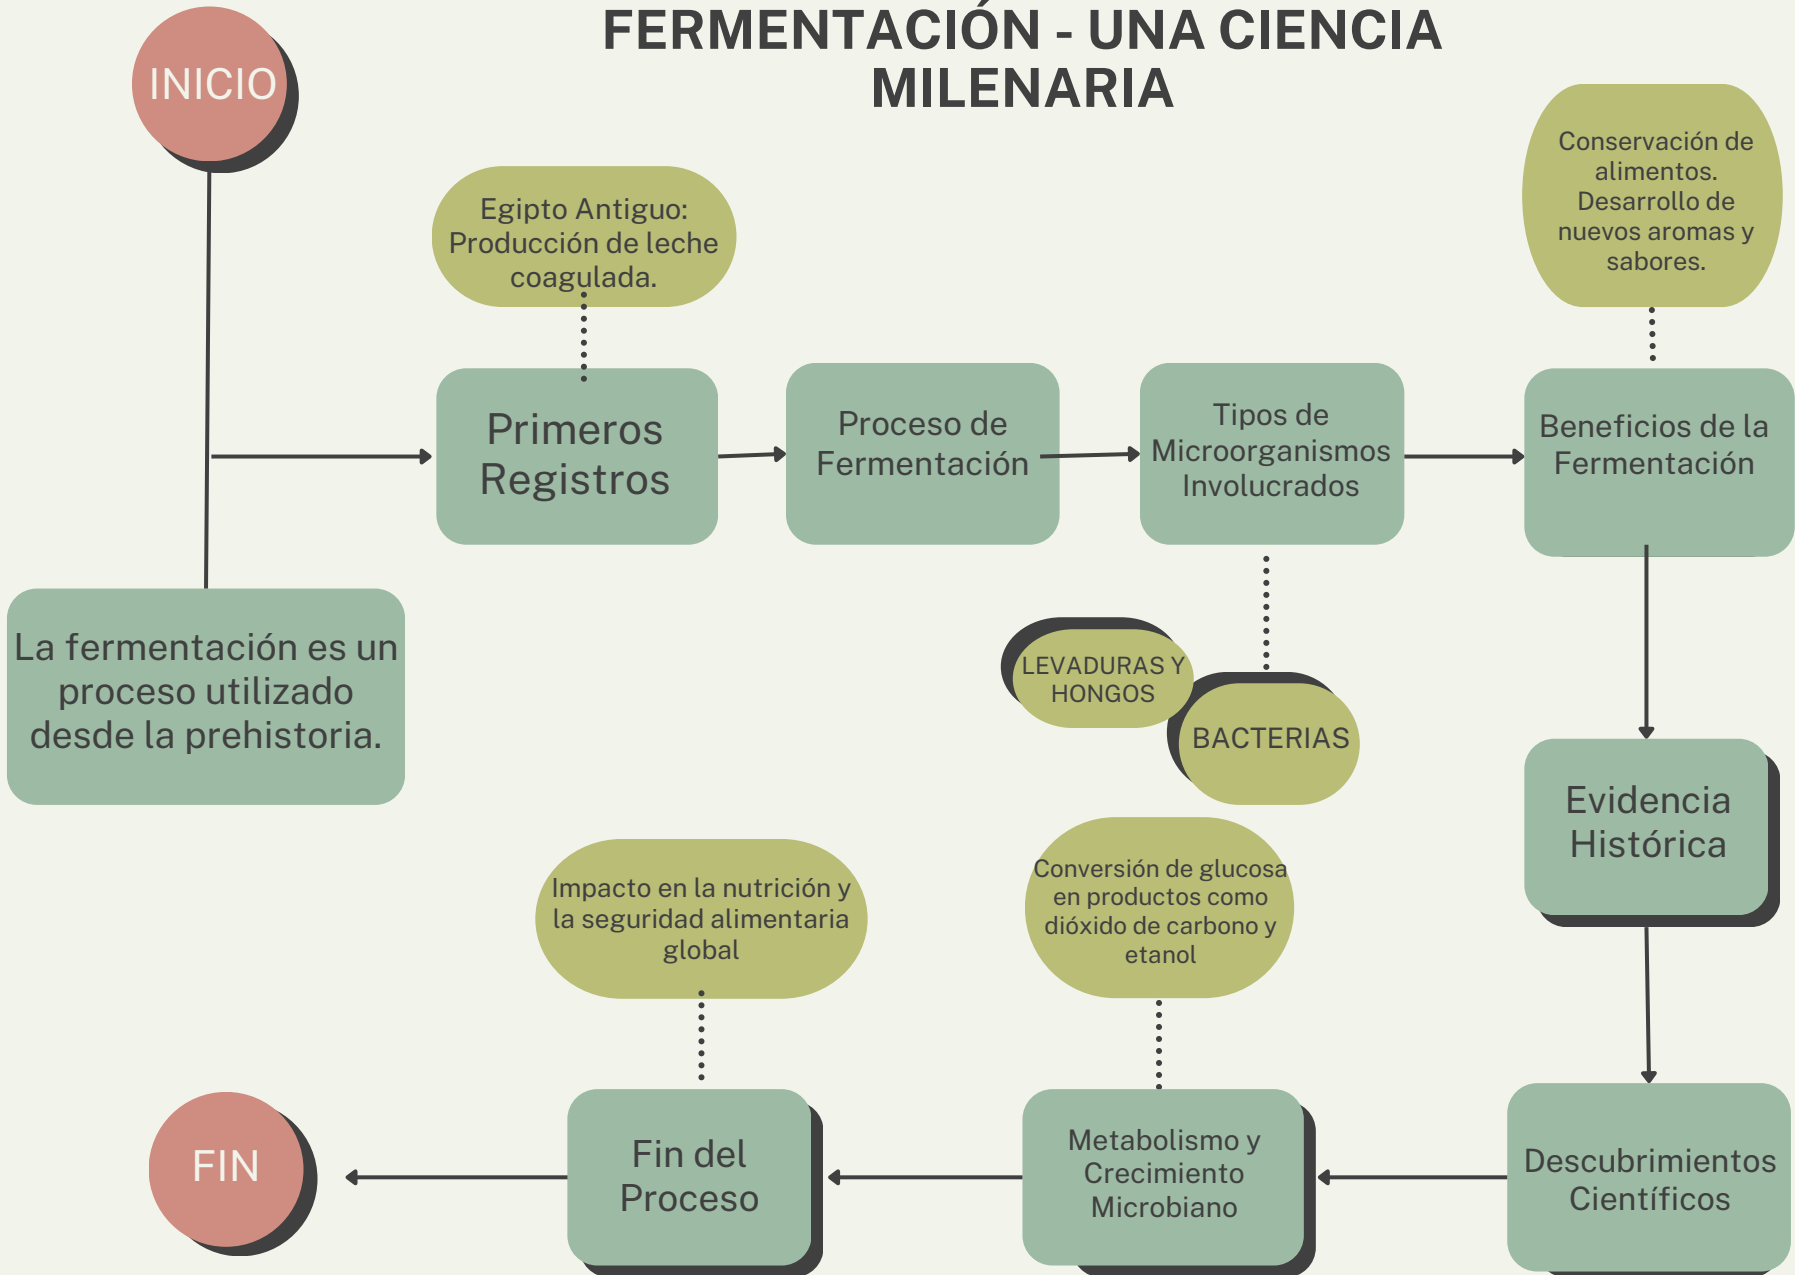 FERMENTACIÓN - UNA CIENCIA
MILENARIA
INICIO
La fermentación es un
proceso utilizado
desde la prehistoria.
Egipto Antiguo:
Producción de leche
coagulada.
Primeros
Registros
Proceso de
Fermentación
Tipos de
Microorganismos
Involucrados
LEVADURAS Y
HONGOS
BACTERIAS
Conservación de
alimentos.
Desarrollo de
nuevos aromas y
sabores.
Beneficios de la
Fermentación
Evidencia
Histórica
Descubrimientos
Científicos
Conversión de glucosa
en productos como
dióxido de carbono y
etanol
Metabolismo y
Crecimiento
Microbiano
Impacto en la nutrición y
la seguridad alimentaria
global
Fin del
Proceso
FIN